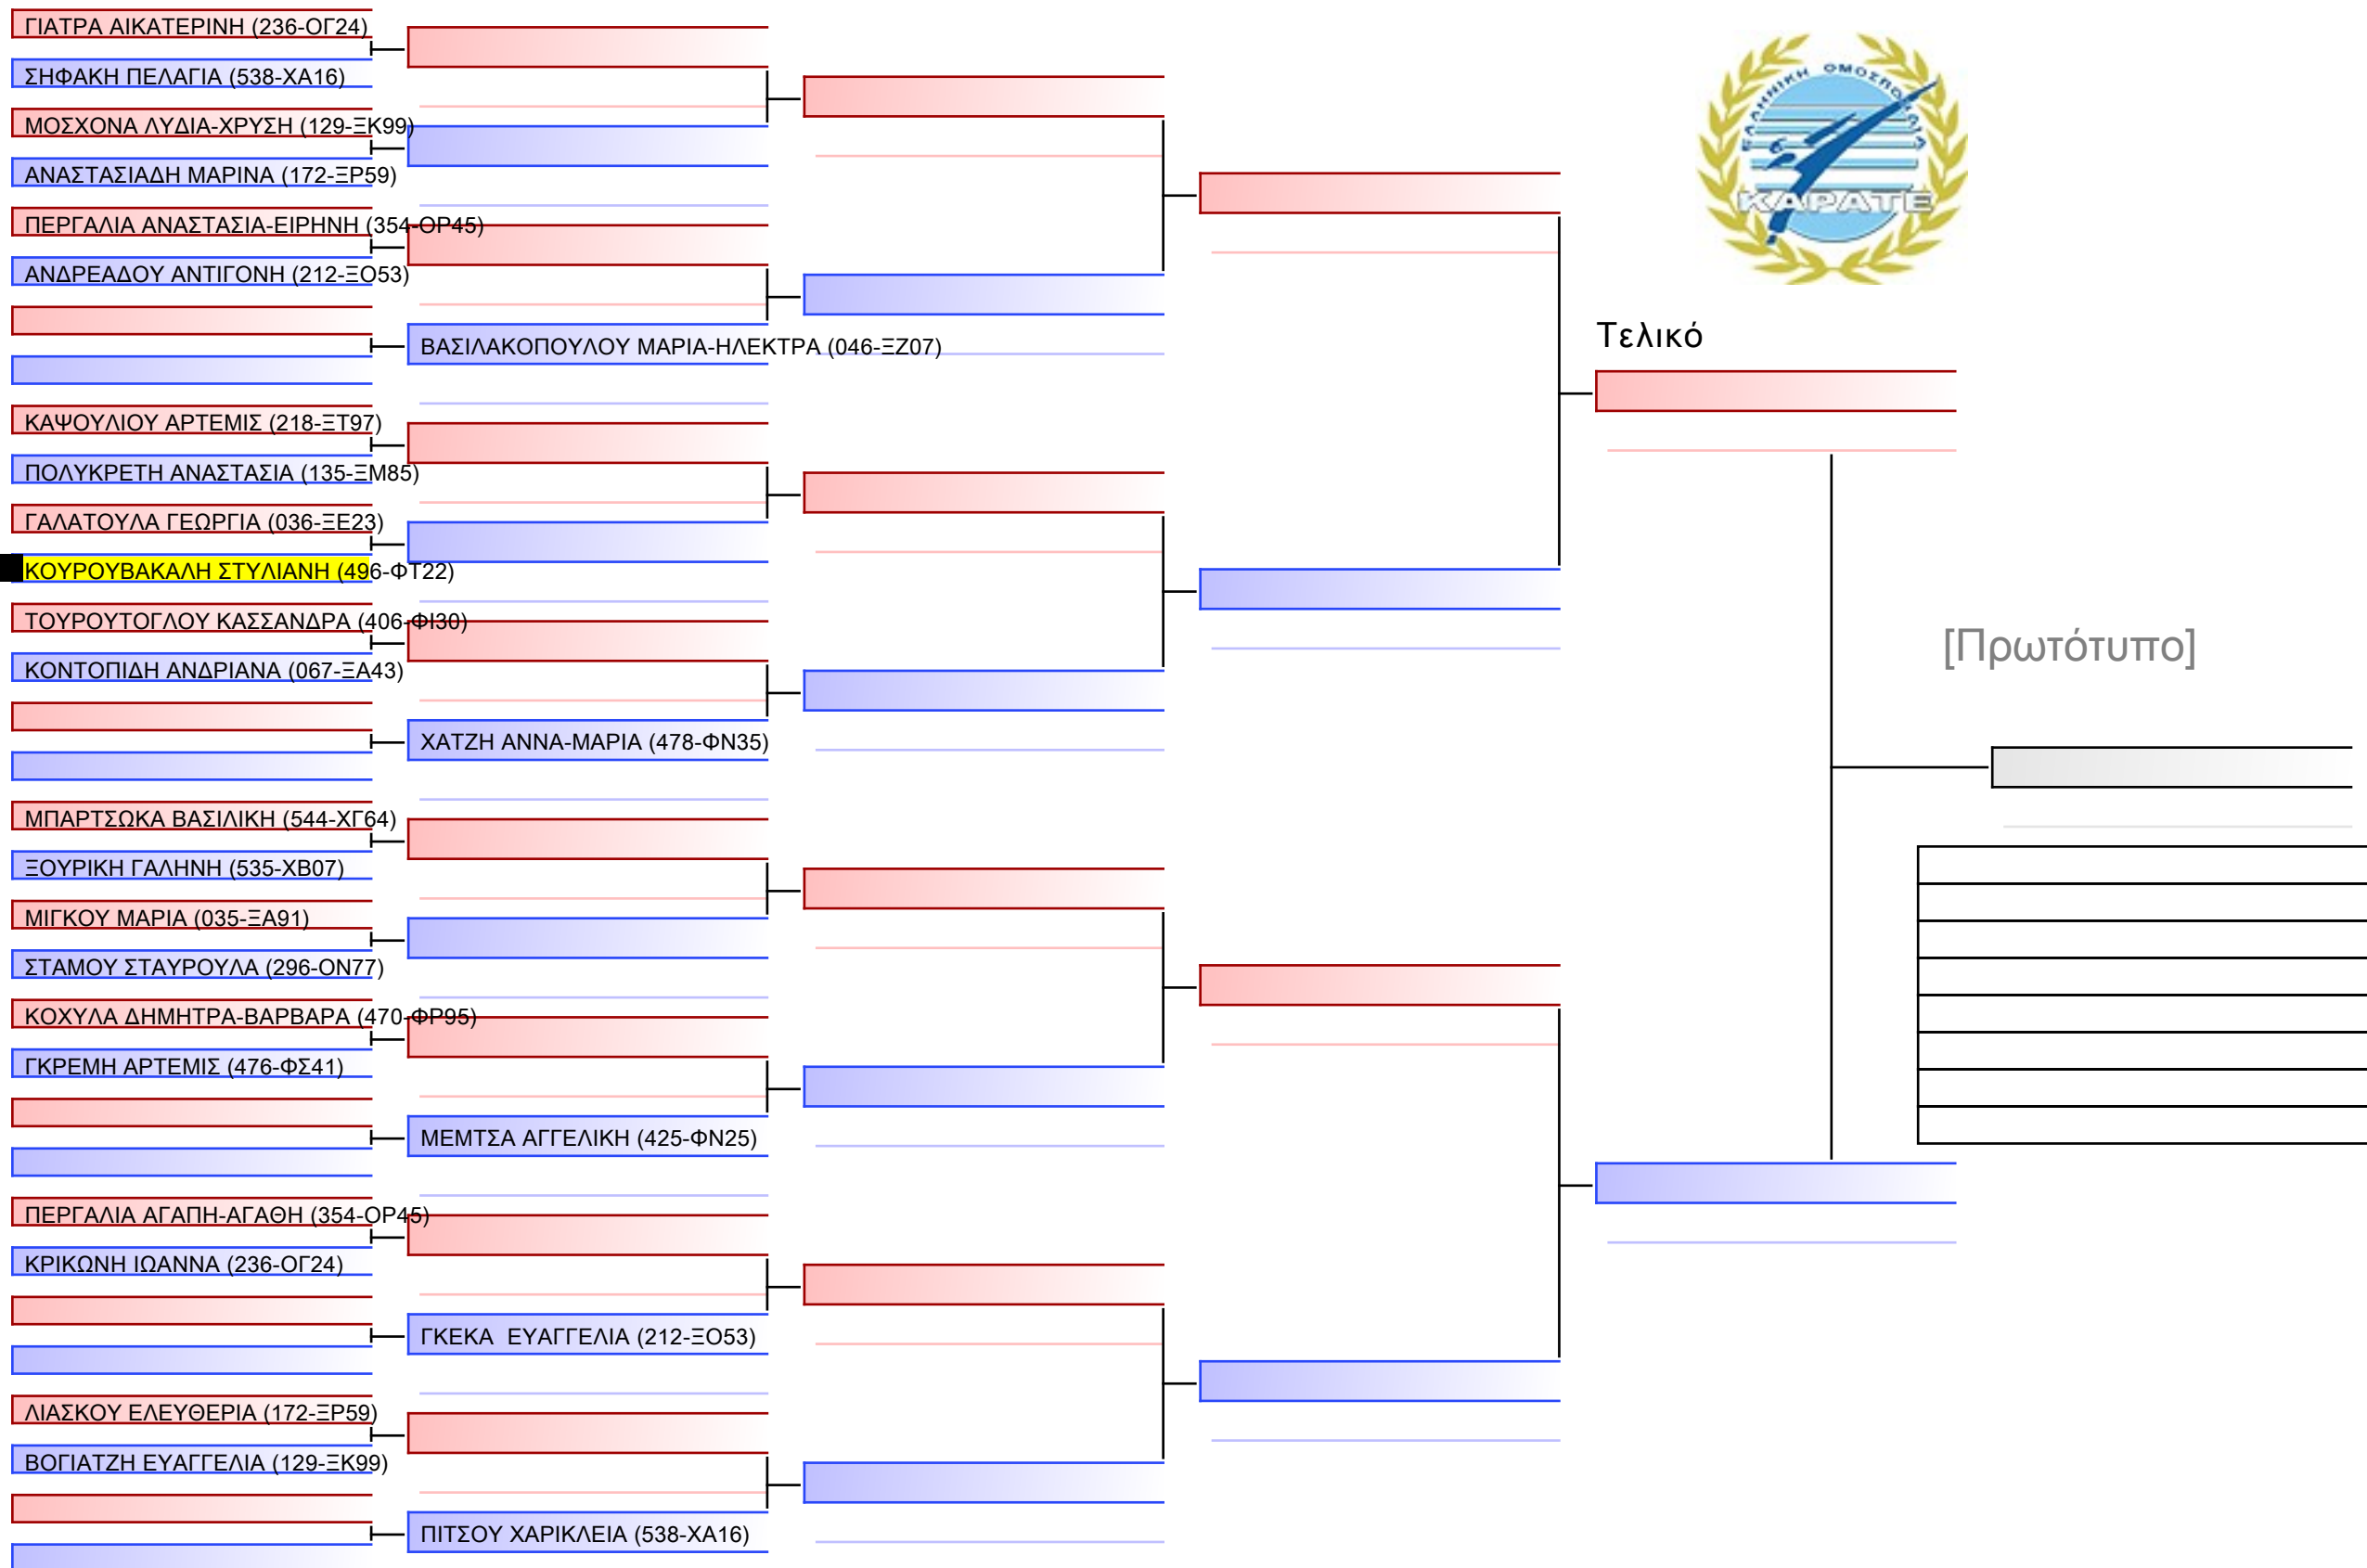 ΓΙΑΤΡΑ ΑΙΚΑΤΕΡΙΝΗ (236-ΟΓ24)
ΣΗΦΑΚΗ ΠΕΛΑΓΙΑ (538-ΧΑ16)
ΜΟΣΧΟΝΑ ΛΥΔΙΑ-ΧΡΥΣΗ (129-ΞΚ99)
ΑΝΑΣΤΑΣΙΑΔΗ ΜΑΡΙΝΑ (172-ΞΡ59)
ΠΕΡΓΑΛΙΑ ΑΝΑΣΤΑΣΙΑ-ΕΙΡΗΝΗ (354-ΟΡ45)
ΑΝΔΡΕΑΔΟΥ ΑΝΤΙΓΟΝΗ (212-ΞΟ53)
ΚΑΨΟΥΛΙΟΥ ΑΡΤΕΜΙΣ (218-ΞΤ97)
ΠΟΛΥΚΡΕΤΗ ΑΝΑΣΤΑΣΙΑ (135-ΞΜ85)
ΓΑΛΑΤΟΥΛΑ ΓΕΩΡΓΙΑ (036-ΞΕ23)
ΚΟΥΡΟΥΒΑΚΑΛΗ ΣΤΥΛΙΑΝΗ (496-ΦΤ22)
ΤΟΥΡΟΥΤΟΓΛΟΥ ΚΑΣΣΑΝΔΡΑ (406-ΦΙ30)
ΚΟΝΤΟΠΙΔΗ ΑΝΔΡΙΑΝΑ (067-ΞΑ43)
ΜΠΑΡΤΣΩΚΑ ΒΑΣΙΛΙΚΗ (544-ΧΓ64)
ΞΟΥΡΙΚΗ ΓΑΛΗΝΗ (535-ΧΒ07)
ΜΙΓΚΟΥ ΜΑΡΙΑ (035-ΞΑ91)
ΣΤΑΜΟΥ ΣΤΑΥΡΟΥΛΑ (296-ΟΝ77)
ΚΟΧΥΛΑ ΔΗΜΗΤΡΑ-ΒΑΡΒΑΡΑ (470-ΦΡ95)
ΓΚΡΕΜΗ ΑΡΤΕΜΙΣ (476-ΦΣ41)
ΠΕΡΓΑΛΙΑ ΑΓΑΠΗ-ΑΓΑΘΗ (354-ΟΡ45)
ΚΡΙΚΩΝΗ ΙΩΑΝΝΑ (236-ΟΓ24)
ΛΙΑΣΚΟΥ ΕΛΕΥΘΕΡΙΑ (172-ΞΡ59)
ΒΟΓΙΑΤΖΗ ΕΥΑΓΓΕΛΙΑ (129-ΞΚ99)
ΒΑΣΙΛΑΚΟΠΟΥΛΟΥ ΜΑΡΙΑ-ΗΛΕΚΤΡΑ (046-ΞΖ07)
ΧΑΤΖΗ ΑΝΝΑ-ΜΑΡΙΑ (478-ΦΝ35)
ΜΕΜΤΣΑ ΑΓΓΕΛΙΚΗ (425-ΦΝ25)
ΓΚΕΚΑ  ΕΥΑΓΓΕΛΙΑ (212-ΞΟ53)
ΠΙΤΣΟΥ ΧΑΡΙΚΛΕΙΑ (538-ΧΑ16)
ΕΛΛΗΝΙΚΗ ΟΜΟΣΠΟΝΔΙΑ
ΚΑΡΑΤΕ
Τελικό
[Πρωτότυπο]